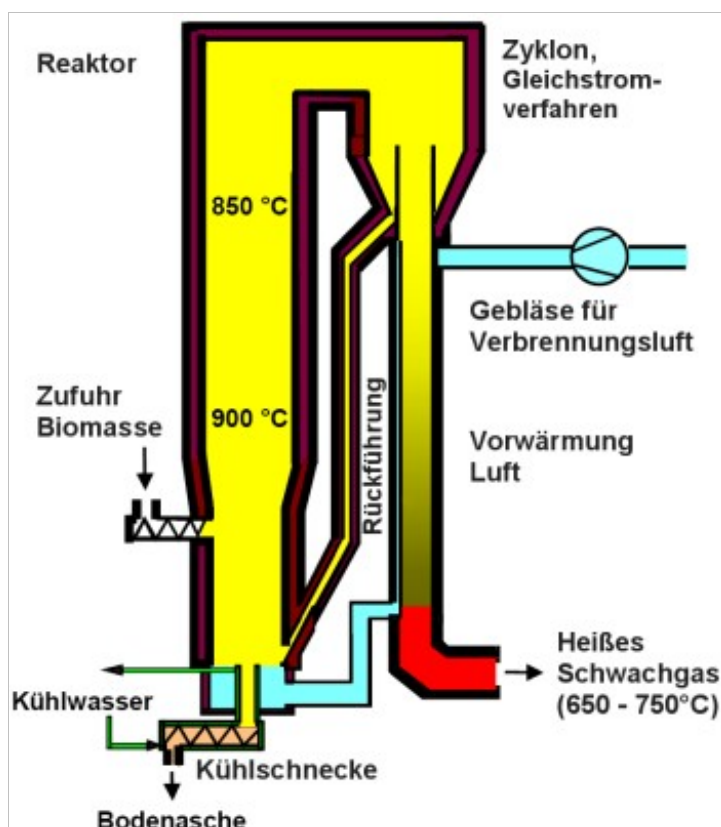 Reaktor
Zyklon,
Gleichstrom-
verfahren
850 °C
Gebläse für
Verbrennungsluft
Zufuhr
Biomasse
900 °C
Rückführung
Vorwärmung
Luft
Heißes
Schwachgas
(650 - 750°C)
Kühlwasser
Kühlschnecke
Bodenasche